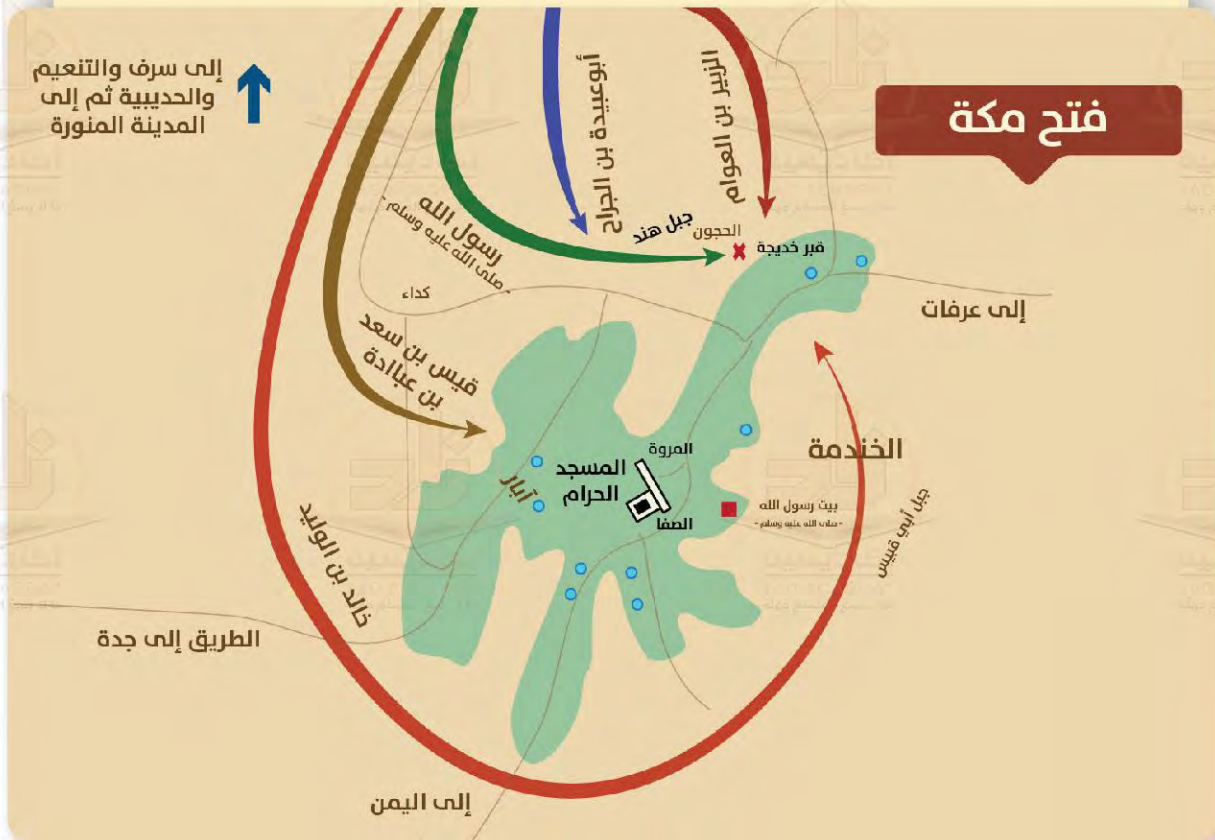 فتح مكة
إلى سرف والتنعيم
والحديبية ثم إلى
المدينة المنورة
الزبير بن العوام
أبوعبيدة بن الجراح
رسول الله
- صلى الله عليه وسلم -
جبل هند
الحجون
قبر خديجة
إلى عرفات
كداء
قيس بن سعد
بن عباادة
الخندمة
المروة
المسجد
الحرام
الصفا
آبار
بيت رسول الله
- صلى الله عليه وسلم -
جبل أبي قبيس
خالد بن الوليد
الطريق إلى جدة
إلى اليمن